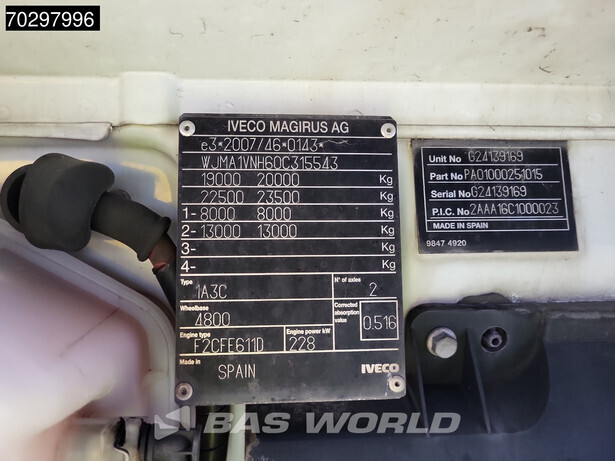 70297996
IVECO MAGIRUS AG
e3*2007/46*0143*
WJMA1VNH60C315543
19000 20000 Kg
22500 23500 Kg
1- 8000 8000 Kg
2- 13000 13000 Kg
3- Kg
4- Kg
Type 1A3C N° of axles 2
Wheelbase 4800 Corrected absorption value 0.516
Engine type F2CFE611D Engine power kW 228
Made in SPAIN IVECO
Unit No G24139169
Part No PA01000251015
Serial No G24139169
P.I.C. No 2AAA16C1000023
MADE IN SPAIN
9847 4920
BAS WORLD